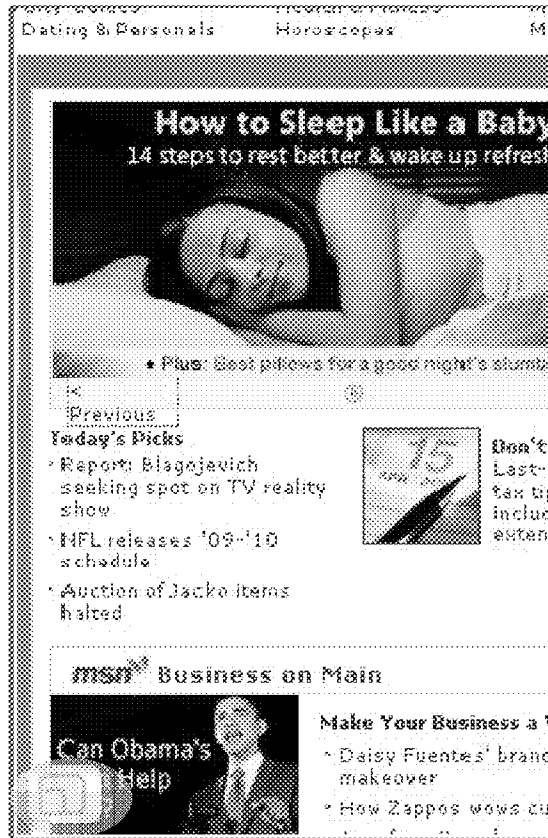 Dating & Personals
Horoscopes
M
How to Sleep Like a Baby
14 steps to rest better & wake up refresh
• Plus: Best pillows for a good night's slumb
|<
Previous
Today's Picks
Report: Blagojevich
seeking spot on TV reality
show
NFL releases '09-'10
schedule
Auction of Jacko items
halted
15
Don't
Last-
tax tip
includ
exten
msn Business on Main
Can Obama's
Help
Make Your Business a
Daisy Fuentes' brand
makeover
How Zappos wows cu